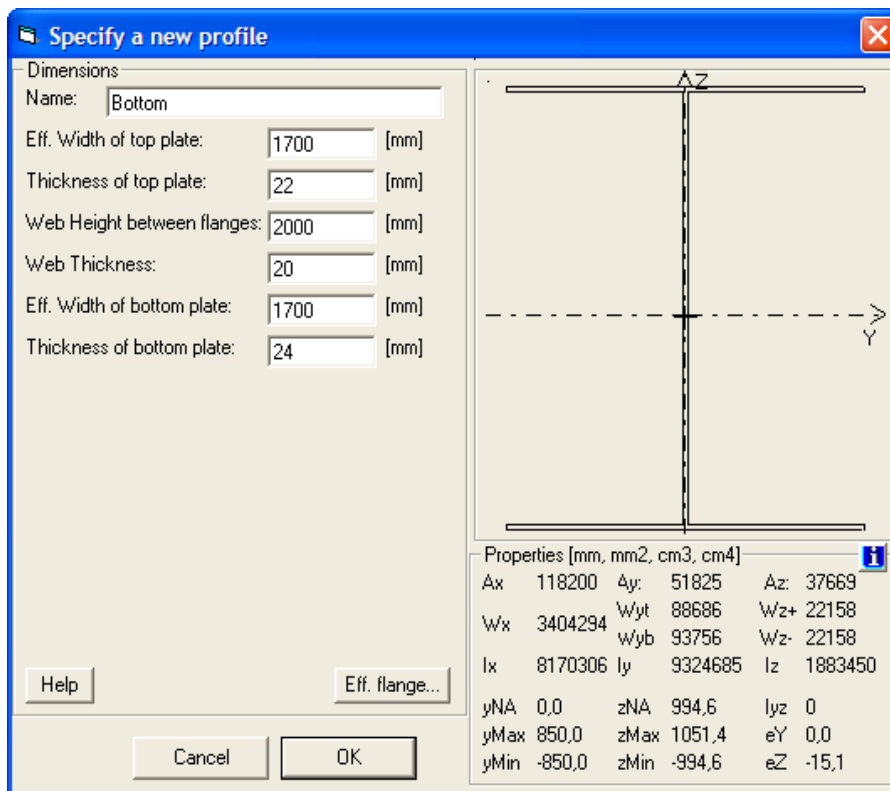 Specify a new profile
Dimensions
Name: Bottom
Eff. Width of top plate: 1700 [mm]
Thickness of top plate: 22 [mm]
Web Height between flanges: 2000 [mm]
Web Thickness: 20 [mm]
Eff. Width of bottom plate: 1700 [mm]
Thickness of bottom plate: 24 [mm]
Help
Eff. flange...
Cancel
OK
Z
Y
Properties [mm, mm2, cm3, cm4]
i
Ax 118200 Ay: 51825 Az: 37669
Wx 3404294
Wyt 88686 Wz+ 22158
Wyb 93756 Wz- 22158
Ix 8170306 Iy 9324685 Iz 1883450
yNA 0,0 zNA 994,6 Iyz 0
yMax 850,0 zMax 1051,4 eY 0,0
yMin -850,0 zMin -994,6 eZ -15,1